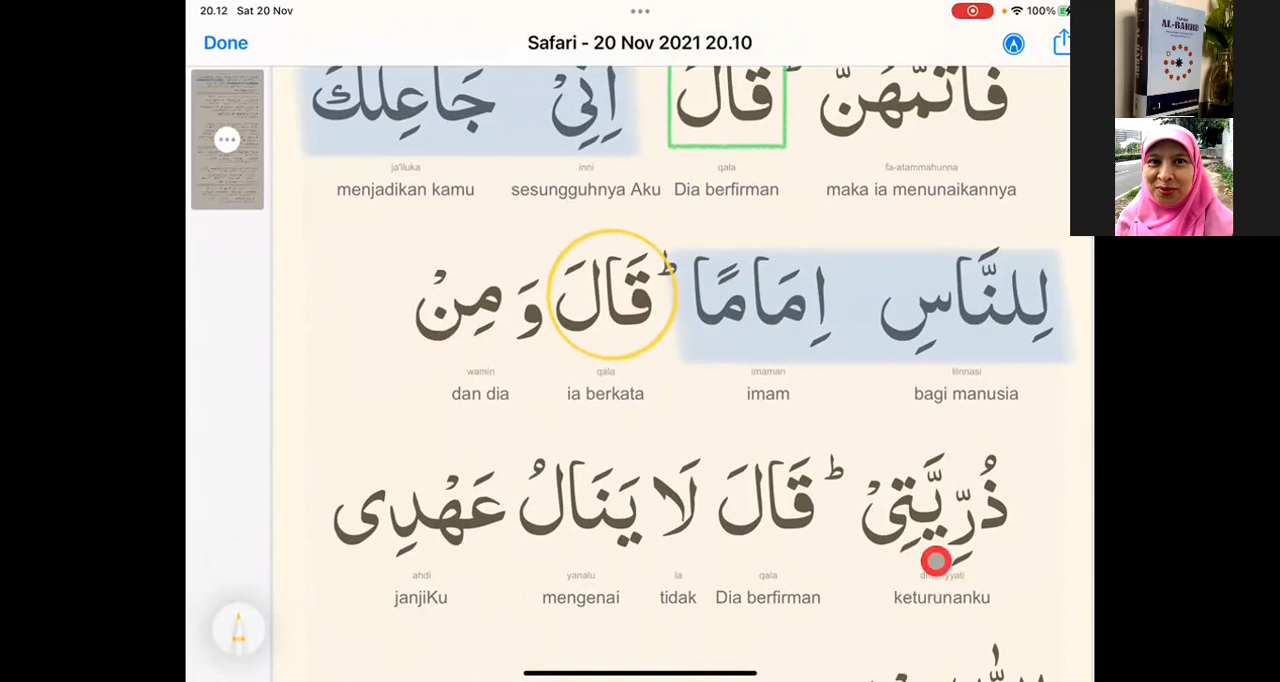 20.12 Sat 20 Nov
100%
Done
Safari - 20 Nov 2021 20.10
TAFSIR
AL-BARRU
فَاَتَمَّهُنَّ ۗ قَالَ اِنِّيْ جَاعِلُكَ
ja'iluka inni qala fa-atammahunna
menjadikan kamu sesungguhnya Aku Dia berfirman maka ia menunaikannya
لِلنَّاسِ اِمَامًا ۗ قَالَ وَ مِنْ
wamin qala imaman linnasi
dan dia ia berkata imam bagi manusia
ذُرِّيَّتِيْ ۗ قَالَ لَا يَنَالُ عَهْدِى
ahdi yanalu la qala
janjiKu mengenai tidak Dia berfirman keturunanku